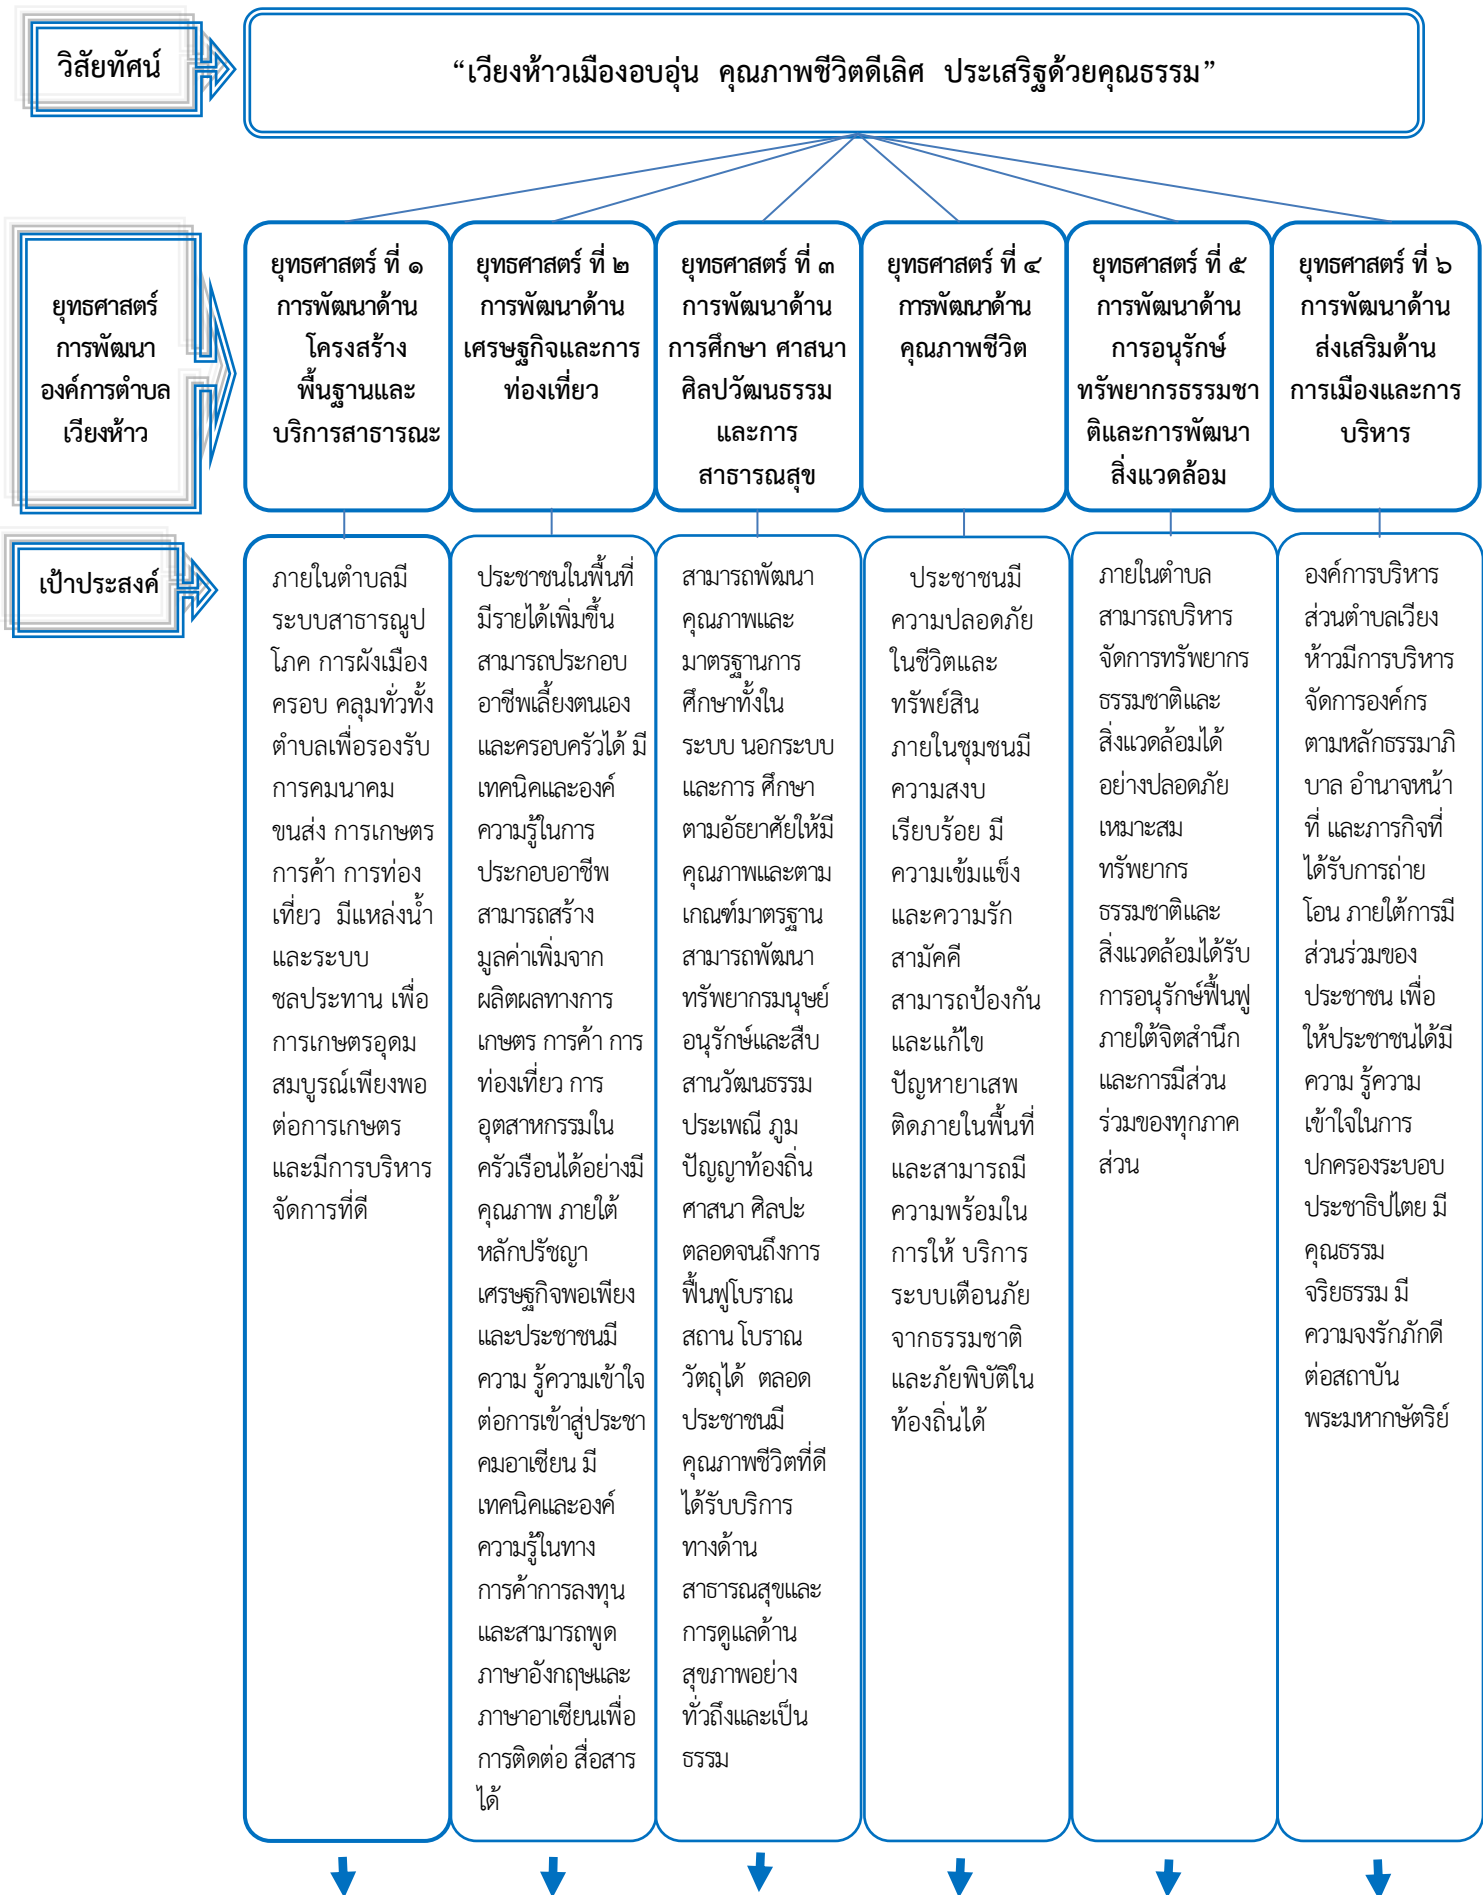 วิสัยทัศน์
“เวียงห้าวเมืองอบอุ่น คุณภาพชีวิตดีเลิศ ประเสริฐด้วยคุณธรรม”
ยุทธศาสตร์
การพัฒนา
องค์การตำบล
เวียงห้าว
ยุทธศาสตร์ ที่ ๑
การพัฒนาด้าน
โครงสร้าง
พื้นฐานและ
บริการสาธารณะ
ยุทธศาสตร์ ที่ ๒
การพัฒนาด้าน
เศรษฐกิจและการ
ท่องเที่ยว
ยุทธศาสตร์ ที่ ๓
การพัฒนาด้าน
การศึกษา ศาสนา
ศิลปวัฒนธรรม
และการ
สาธารณสุข
ยุทธศาสตร์ ที่ ๔
การพัฒนาด้าน
คุณภาพชีวิต
ยุทธศาสตร์ ที่ ๕
การพัฒนาด้าน
การอนุรักษ์
ทรัพยากรธรรมชา
ติและการพัฒนา
สิ่งแวดล้อม
ยุทธศาสตร์ ที่ ๖
การพัฒนาด้าน
ส่งเสริมด้าน
การเมืองและการ
บริหาร
เป้าประสงค์
ภายในตำบลมี
ระบบสาธารณูป
โภค การผังเมือง
ครอบ คลุมทั่วทั้ง
ตำบลเพื่อรองรับ
การคมนาคม
ขนส่ง การเกษตร
การค้า การท่อง
เที่ยว มีแหล่งน้ำ
และระบบ
ชลประทาน เพื่อ
การเกษตรอุดม
สมบูรณ์เพียงพอ
ต่อการเกษตร
และมีการบริหาร
จัดการที่ดี
ประชาชนในพื้นที่
มีรายได้เพิ่มขึ้น
สามารถประกอบ
อาชีพเลี้ยงตนเอง
และครอบครัวได้ มี
เทคนิคและองค์
ความรู้ในการ
ประกอบอาชีพ
สามารถสร้าง
มูลค่าเพิ่มจาก
ผลิตผลทางการ
เกษตร การค้า การ
ท่องเที่ยว การ
อุตสาหกรรมใน
ครัวเรือนได้อย่างมี
คุณภาพ ภายใต้
หลักปรัชญา
เศรษฐกิจพอเพียง
และประชาชนมี
ความ รู้ความเข้าใจ
ต่อการเข้าสู่ประชา
คมอาเซียน มี
เทคนิคและองค์
ความรู้ในทาง
การค้าการลงทุน
และสามารถพูด
ภาษาอังกฤษและ
ภาษาอาเซียนเพื่อ
การติดต่อ สื่อสาร
ได้
สามารถพัฒนา
คุณภาพและ
มาตรฐานการ
ศึกษาทั้งใน
ระบบ นอกระบบ
และการ ศึกษา
ตามอัธยาศัยให้มี
คุณภาพและตาม
เกณฑ์มาตรฐาน
สามารถพัฒนา
ทรัพยากรมนุษย์
อนุรักษ์และสืบ
สานวัฒนธรรม
ประเพณี ภูม
ปัญญาท้องถิ่น
ศาสนา ศิลปะ
ตลอดจนถึงการ
ฟื้นฟูโบราณ
สถาน โบราณ
วัตถุได้ ตลอด
ประชาชนมี
คุณภาพชีวิตที่ดี
ได้รับบริการ
ทางด้าน
สาธารณสุขและ
การดูแลด้าน
สุขภาพอย่าง
ทั่วถึงและเป็น
ธรรม
ประชาชนมี
ความปลอดภัย
ในชีวิตและ
ทรัพย์สิน
ภายในชุมชนมี
ความสงบ
เรียบร้อย มี
ความเข้มแข็ง
และความรัก
สามัคคี
สามารถป้องกัน
และแก้ไข
ปัญหายาเสพ
ติดภายในพื้นที่
และสามารถมี
ความพร้อมใน
การให้ บริการ
ระบบเตือนภัย
จากธรรมชาติ
และภัยพิบัติใน
ท้องถิ่นได้
ภายในตำบล
สามารถบริหาร
จัดการทรัพยากร
ธรรมชาติและ
สิ่งแวดล้อมได้
อย่างปลอดภัย
เหมาะสม
ทรัพยากร
ธรรมชาติและ
สิ่งแวดล้อมได้รับ
การอนุรักษ์ฟื้นฟู
ภายใต้จิตสำนึก
และการมีส่วน
ร่วมของทุกภาค
ส่วน
องค์การบริหาร
ส่วนตำบลเวียง
ห้าวมีการบริหาร
จัดการองค์กร
ตามหลักธรรมาภิ
บาล อำนาจหน้า
ที่ และภารกิจที่
ได้รับการถ่าย
โอน ภายใต้การมี
ส่วนร่วมของ
ประชาชน เพื่อ
ให้ประชาชนได้มี
ความ รู้ความ
เข้าใจในการ
ปกครองระบอบ
ประชาธิปไตย มี
คุณธรรม
จริยธรรม มี
ความจงรักภักดี
ต่อสถาบัน
พระมหากษัตริย์